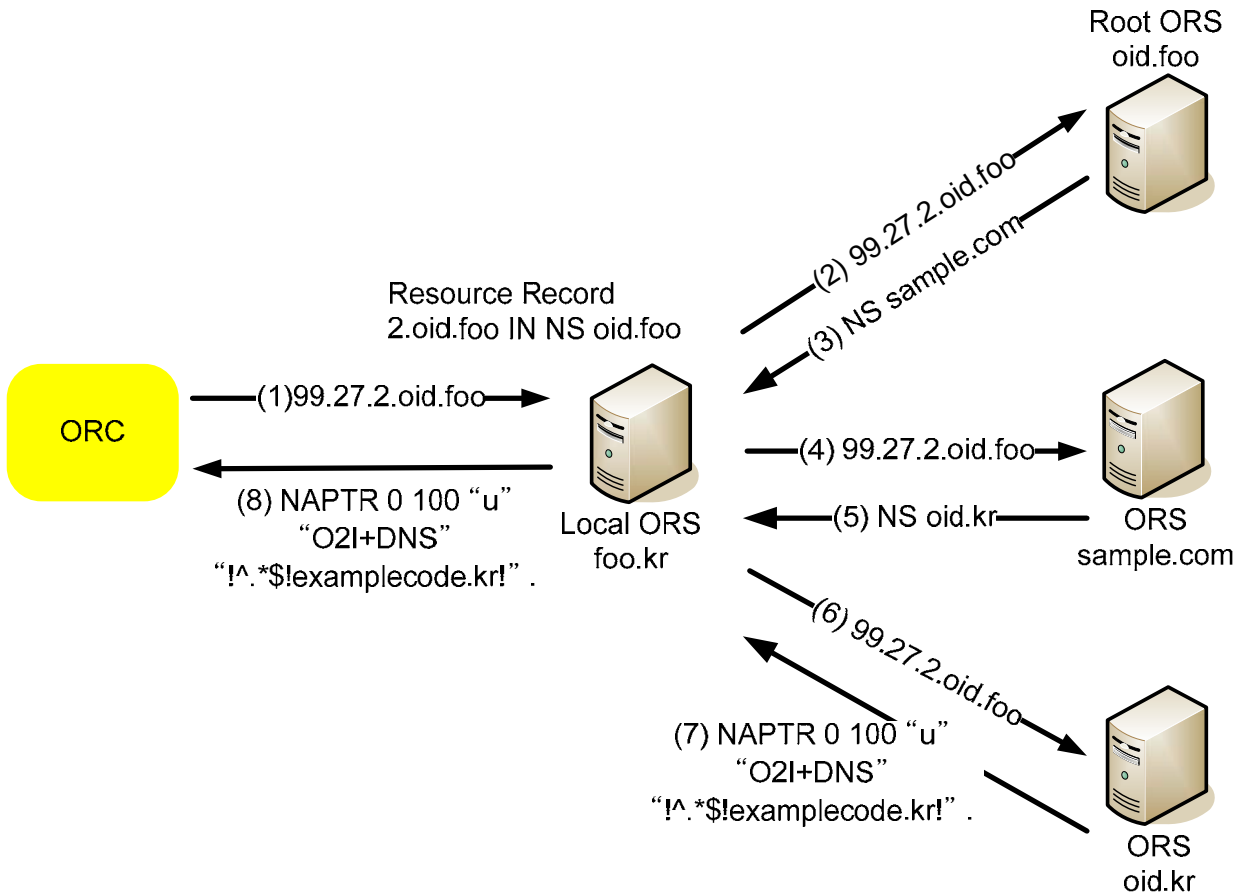 Root ORS
oid.foo
(2) 99.27.2.oid.foo
(3) NS sample.com
Resource Record
2.oid.foo IN NS oid.foo
ORC
(1)99.27.2.oid.foo
(8) NAPTR 0 100 “u”
“O2I+DNS”
“!^.*$!examplecode.kr!” .
Local ORS
foo.kr
(4) 99.27.2.oid.foo
(5) NS oid.kr
ORS
sample.com
(6) 99.27.2.oid.foo
(7) NAPTR 0 100 “u”
“O2I+DNS”
“!^.*$!examplecode.kr!” .
ORS
oid.kr